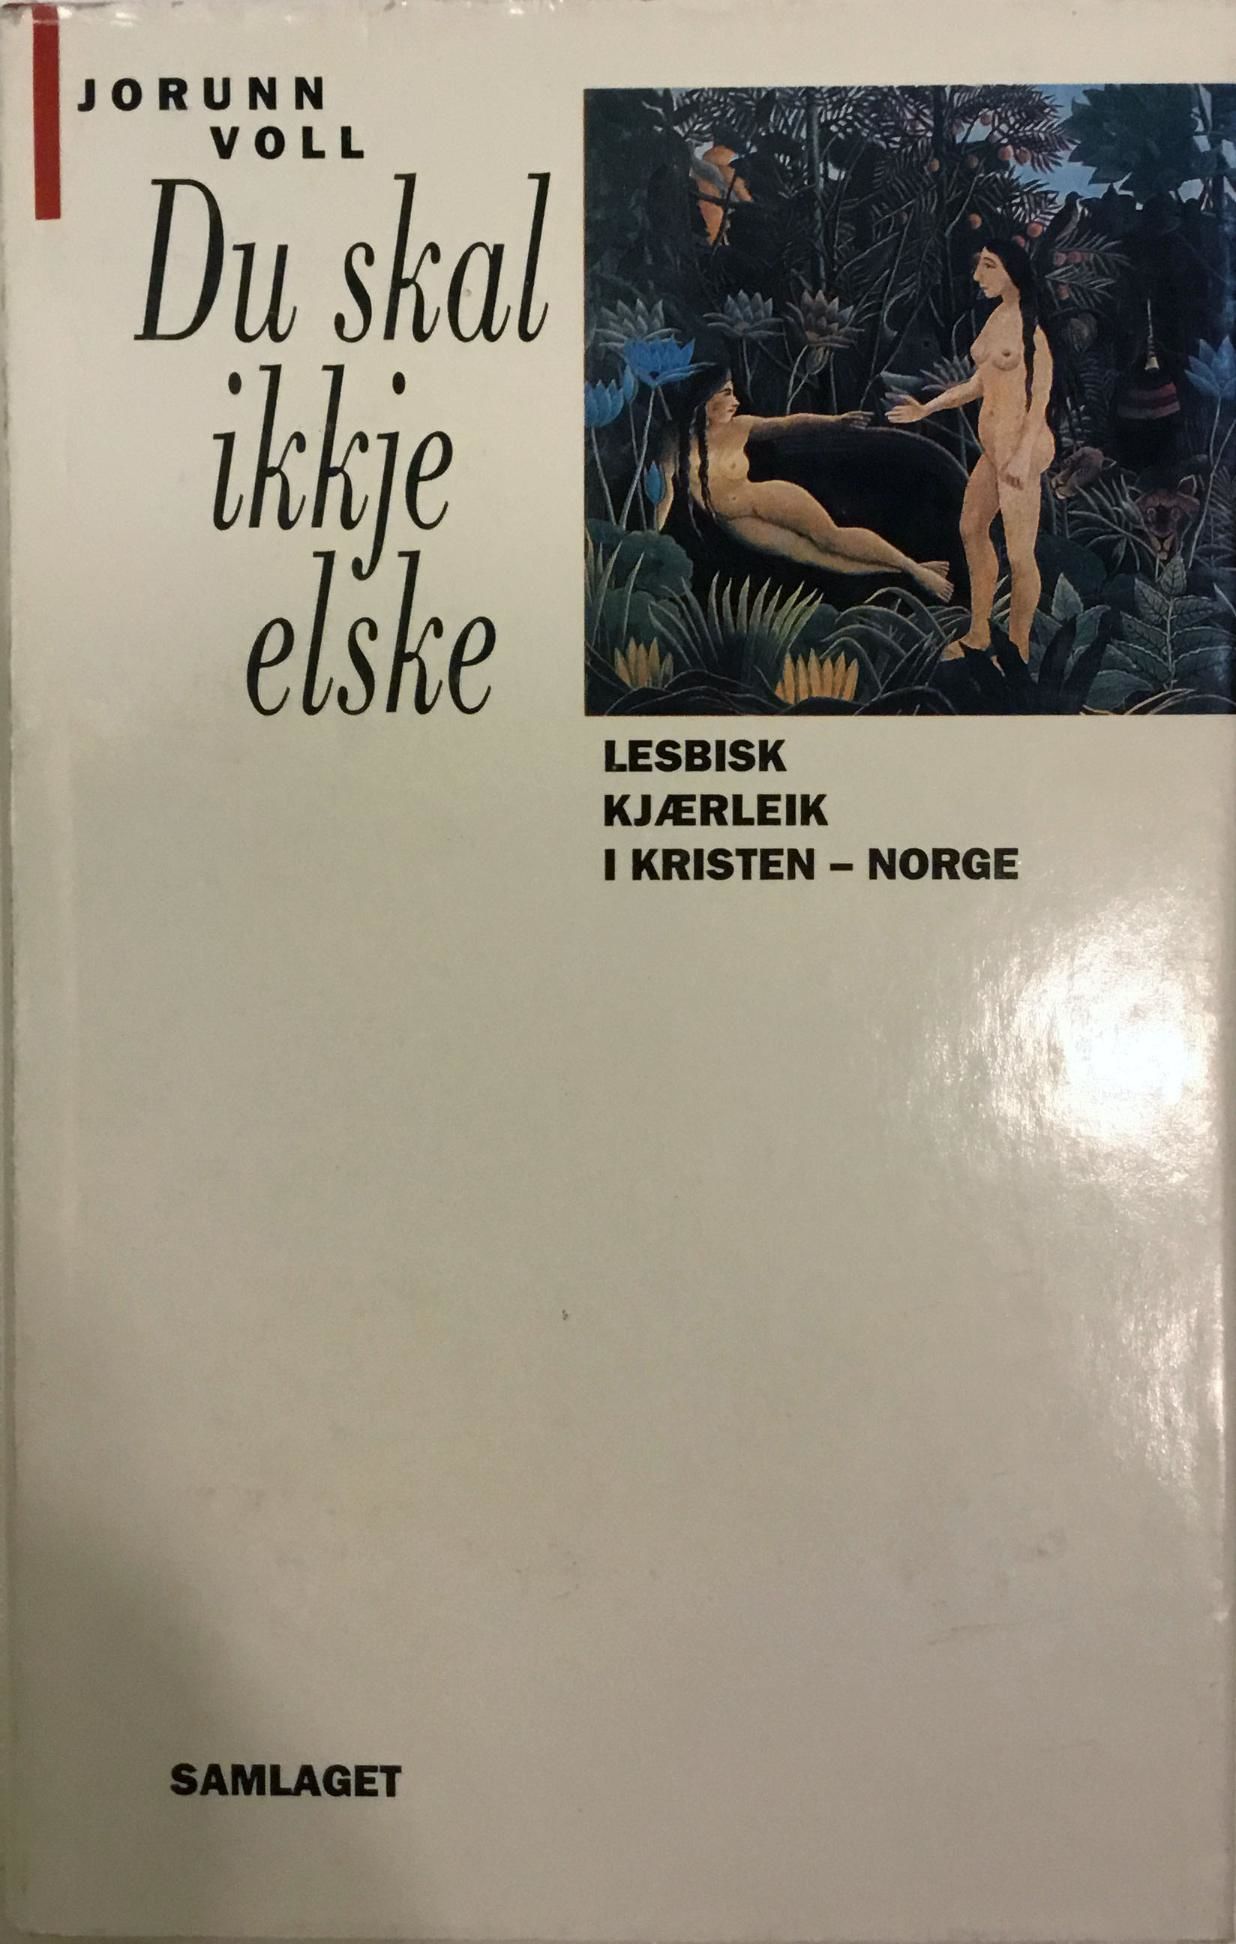 JORUNN
VOLL
Du skal
ikkje
elske
LESBISK
KJÆRLEIK
I KRISTEN – NORGE
SAMLAGET